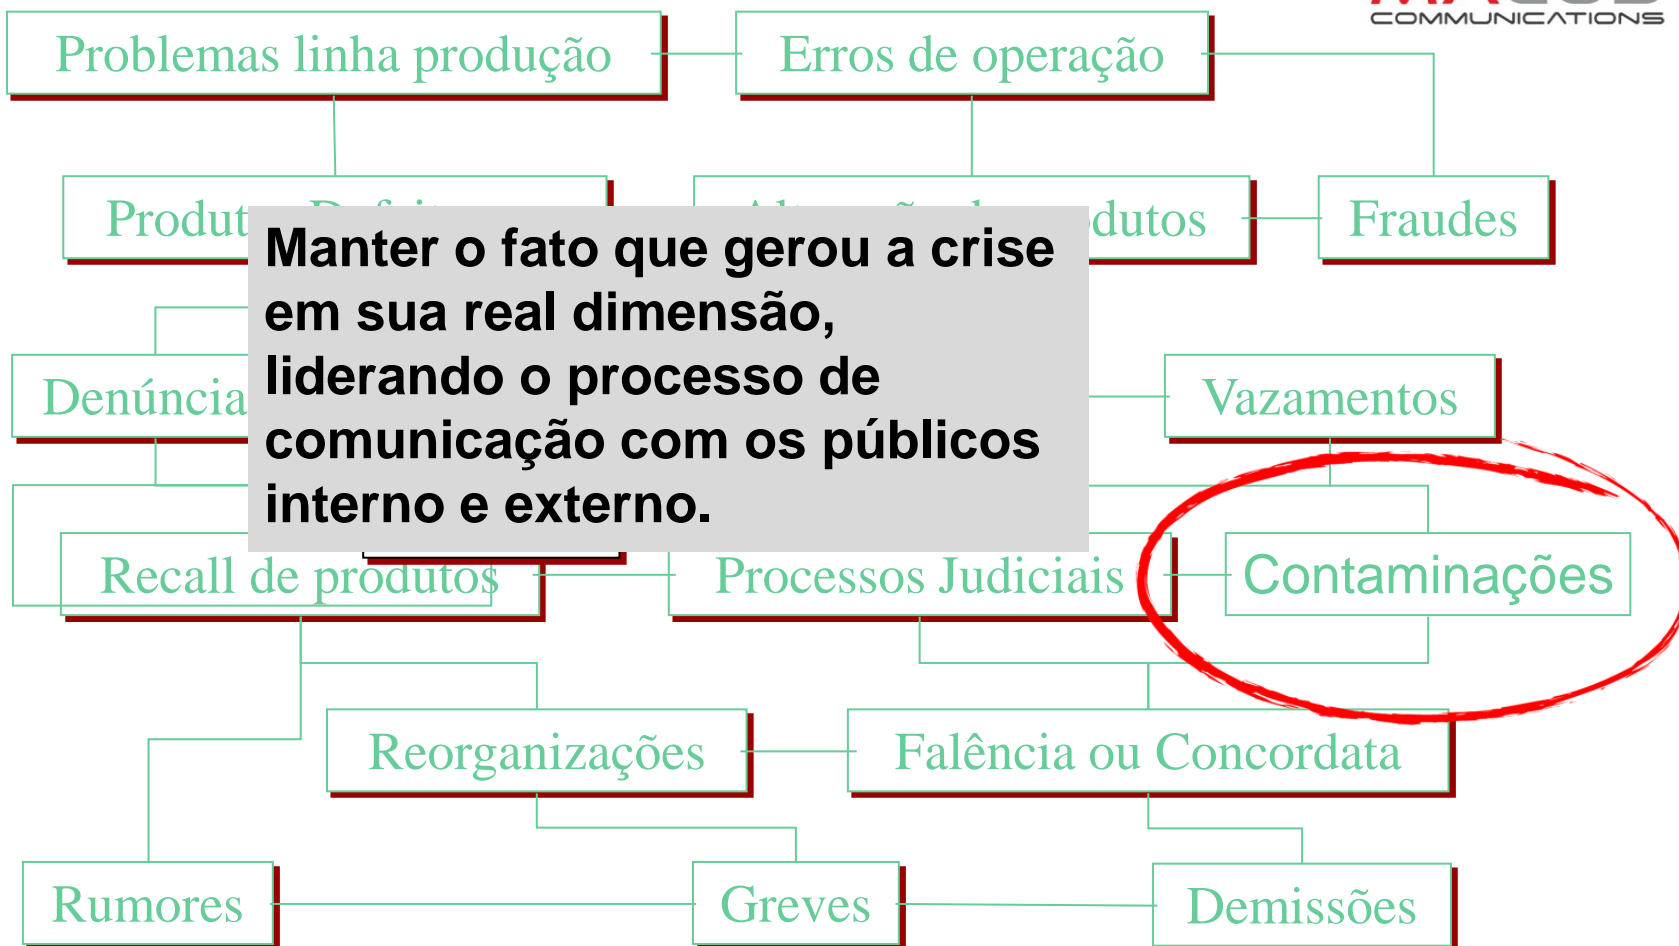 COMMUNICATIONS
Problemas linha produção
Erros de operação
Fraudes
Manter o fato que gerou a crise
em sua real dimensão,
liderando o processo de
comunicação com os públicos
interno e externo.
Vazamentos
Recall de produtos
Processos Judiciais
Contaminações
Reorganizações
Falência ou Concordata
Rumores
Greves
Demissões